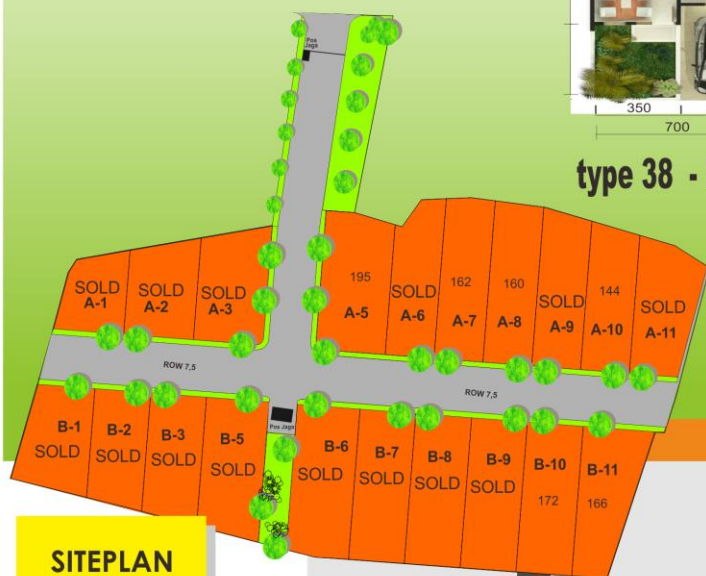 Pos
Jaga
350
700
type 38 -
SOLD
A-1
SOLD
A-2
SOLD
A-3
195
A-5
SOLD
A-6
162
A-7
160
A-8
SOLD
A-9
144
A-10
SOLD
A-11
ROW 7,5
ROW 7,5
Pos Jaga
B-1
SOLD
B-2
SOLD
B-3
SOLD
B-5
SOLD
B-6
SOLD
B-7
SOLD
B-8
SOLD
B-9
SOLD
B-10
172
B-11
166
SITEPLAN